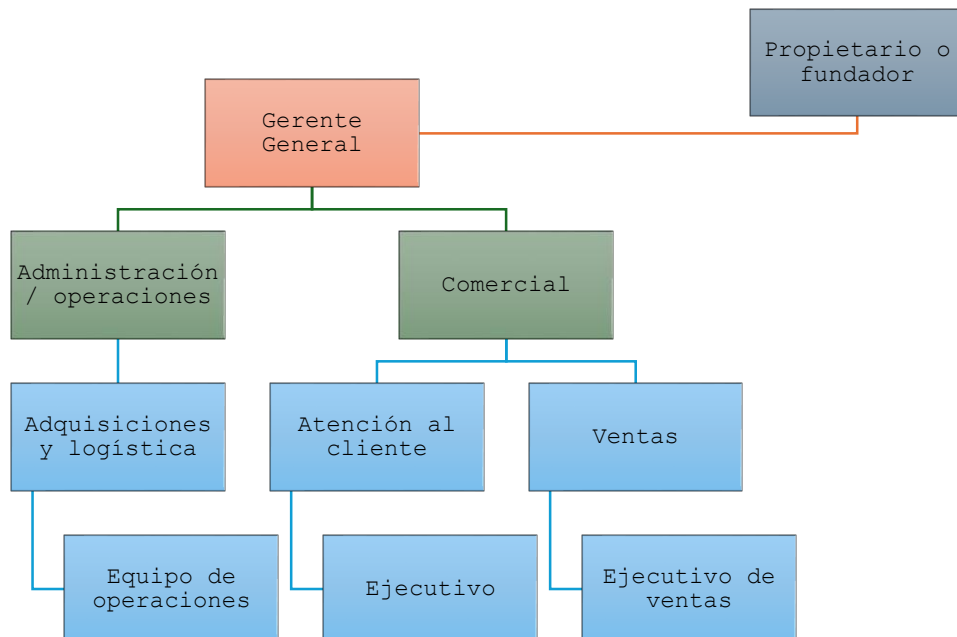 Propietario o
fundador
Gerente
General
Administración
/ operaciones
Comercial
Adquisiciones
y logística
Atención al
cliente
Ventas
Equipo de
operaciones
Ejecutivo
Ejecutivo de
ventas